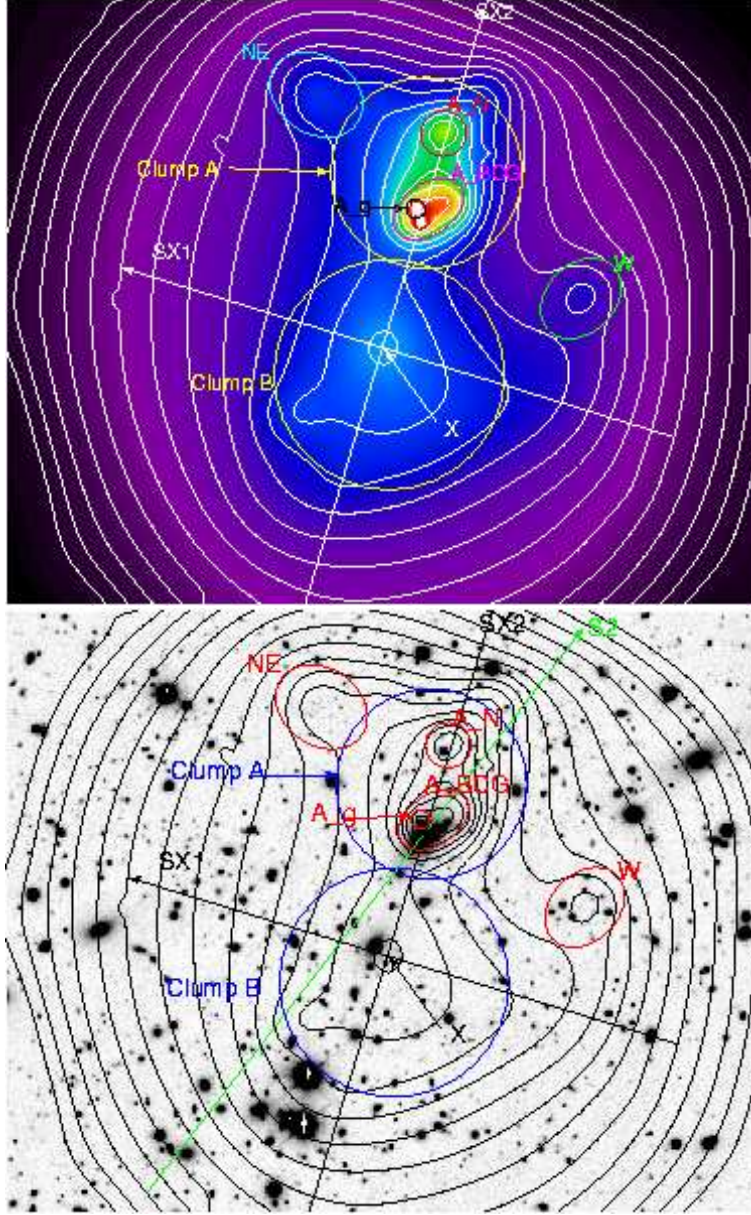 SX2
NE
A_N
Clump A
A_BCG
A_g
SX1
W
Clump B
X
S2
SX2
NE
A_N
Clump A
A_BCG
A_g
SX1
W
Clump B
X